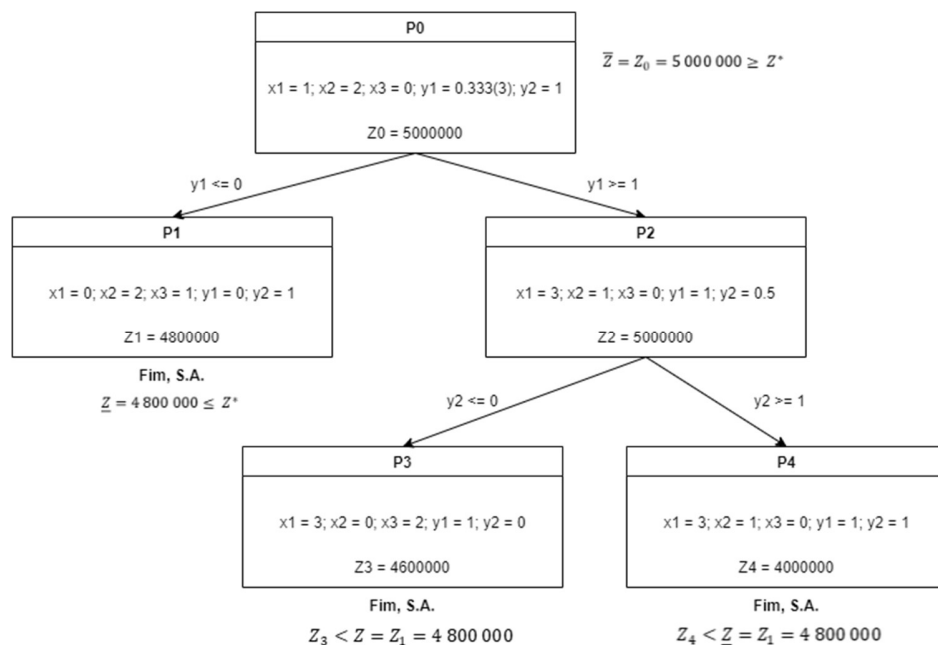 P0
x1 = 1; x2 = 2; x3 = 0; y1 = 0.333(3); y2 = 1
Z0 = 5000000
Z̅ = Z₀ = 5 000 000 ≥ Z*
y1 <= 0
y1 >= 1
P1
x1 = 0; x2 = 2; x3 = 1; y1 = 0; y2 = 1
Z1 = 4800000
Fim, S.A.
Z̲ = 4 800 000 ≤ Z*
P2
x1 = 3; x2 = 1; x3 = 0; y1 = 1; y2 = 0.5
Z2 = 5000000
y2 <= 0
y2 >= 1
P3
x1 = 3; x2 = 0; x3 = 2; y1 = 1; y2 = 0
Z3 = 4600000
Fim, S.A.
Z₃ < Z = Z₁ = 4 800 000
P4
x1 = 3; x2 = 1; x3 = 0; y1 = 1; y2 = 1
Z4 = 4000000
Fim, S.A.
Z₄ < Z̲ = Z₁ = 4 800 000